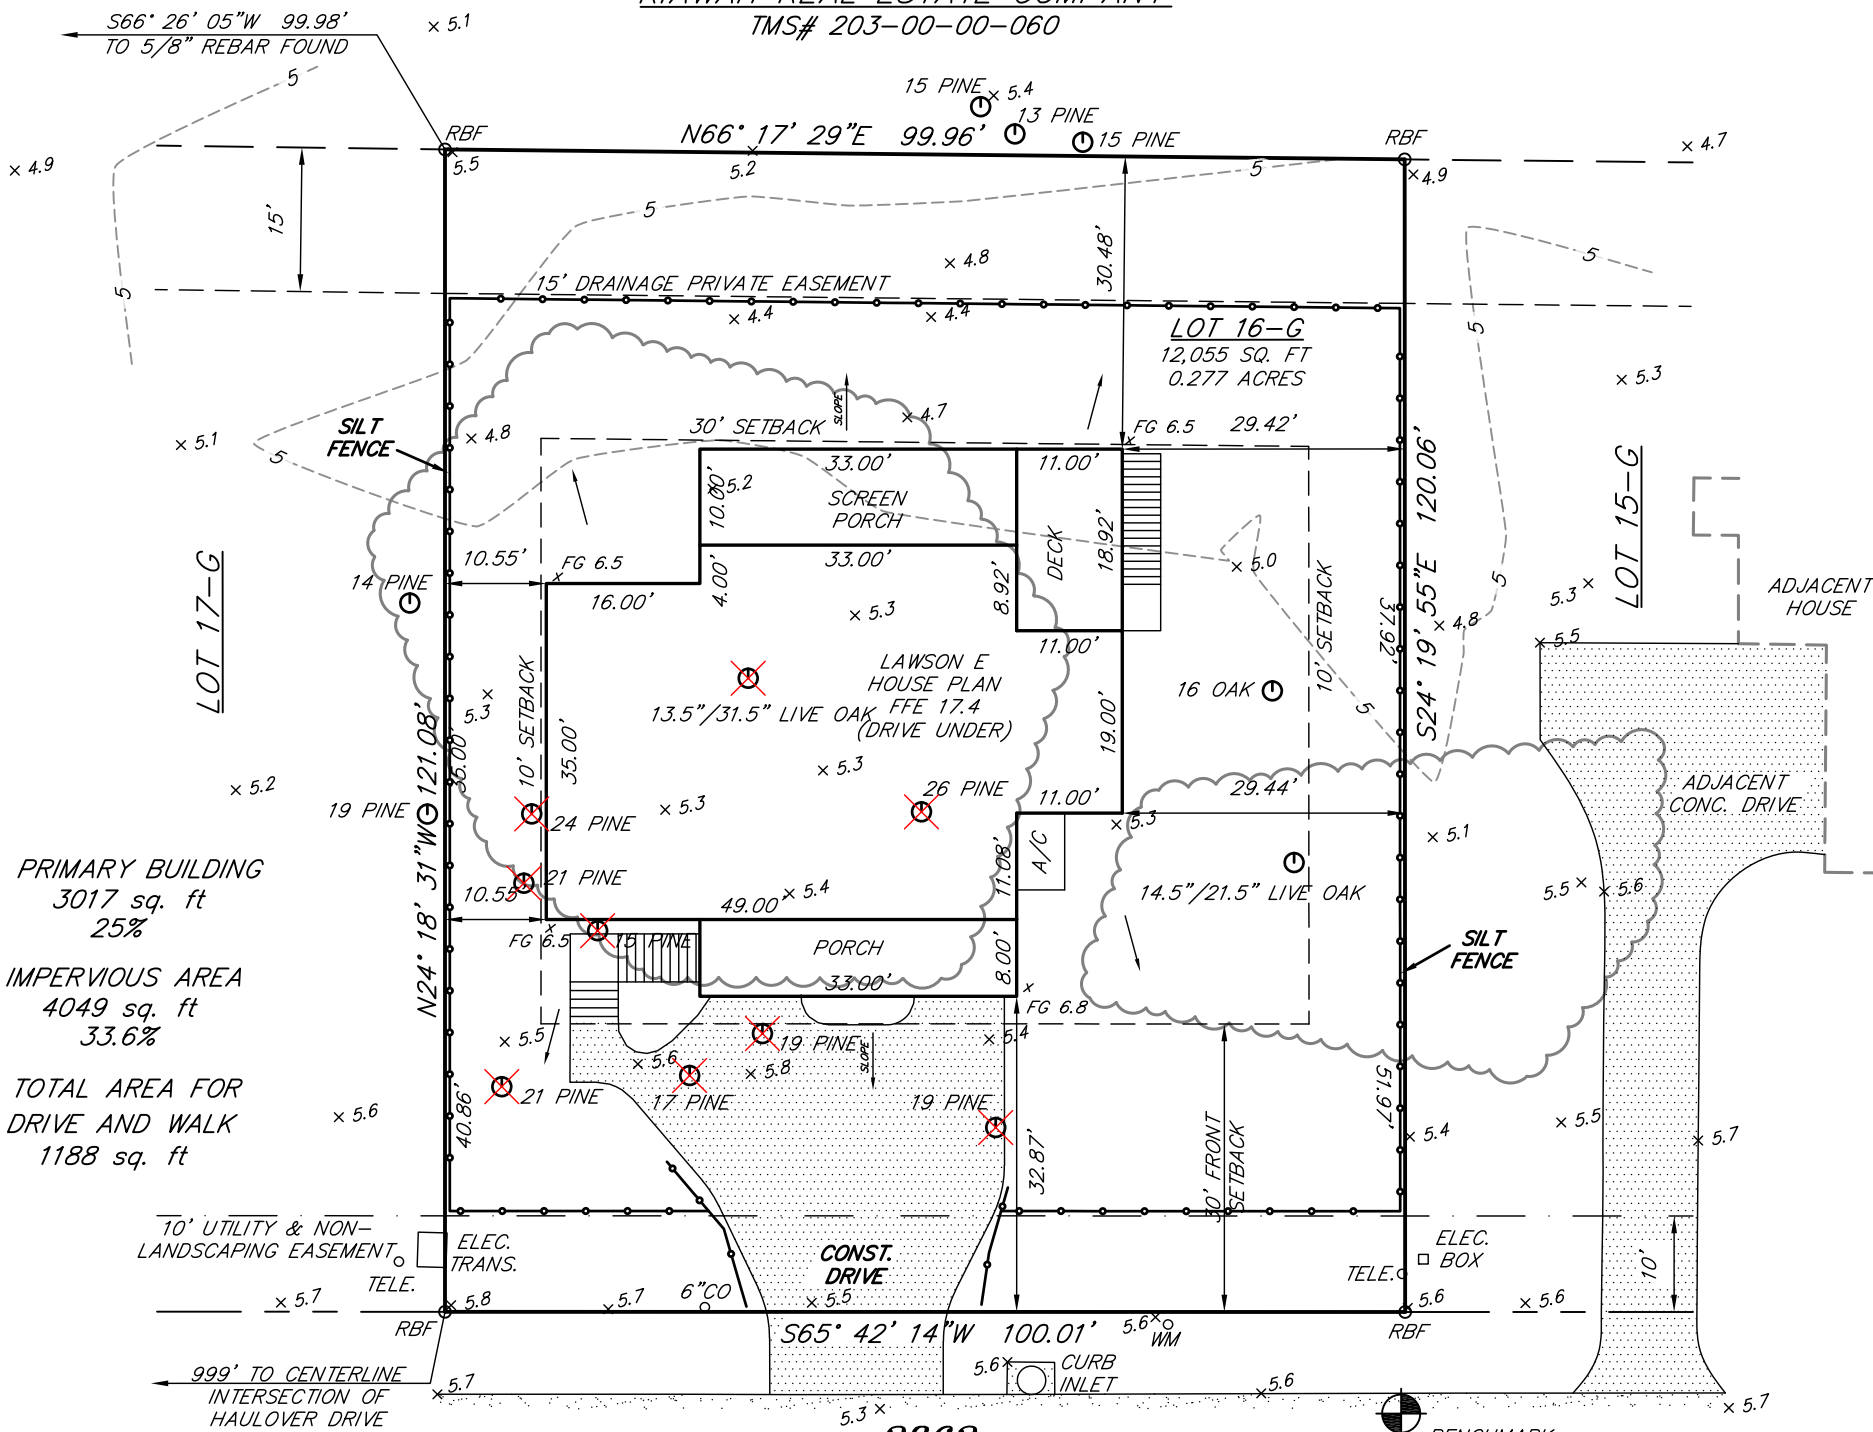 KIAWAH REAL ESTATE COMPANY
TMS# 203-00-00-060
S66° 26' 05"W 99.98'
TO 5/8" REBAR FOUND
× 5.1
5
15 PINE
× 5.4
13 PINE
15 PINE
RBF
N66° 17' 29"E 99.96'
RBF
× 4.7
× 4.9
5.5
5.2
5
× 4.9
5
15'
30.48'
5
× 4.8
5
15' DRAINAGE PRIVATE EASEMENT
× 4.4
× 4.4
LOT 16-G
12,055 SQ. FT
0.277 ACRES
5
× 5.3
SLOPE
× 4.7
30' SETBACK
FG 6.5
29.42'
SILT
FENCE
× 4.8
× 5.1
5
33.00'
11.00'
10.00'
× 5.2
SCREEN
PORCH
DECK
18.92'
120.06'
LOT 15-G
10.55'
FG 6.5
33.00'
4.00'
8.92'
× 5.0
10' SETBACK
S24° 19' 55"E
37.92'
5
5.3 ×
ADJACENT
HOUSE
14 PINE
16.00'
× 5.3
× 4.8
× 5.5
LOT 17-G
11.00'
LAWSON E
HOUSE PLAN
FFE 17.4
(DRIVE UNDER)
13.5"/31.5" LIVE OAK
16 OAK
5
5.3 ×
10' SETBACK
35.00'
35.00'
19.00'
121.08'
× 5.2
× 5.3
× 5.3
26 PINE
11.00'
29.44'
× 5.3
ADJACENT
CONC. DRIVE
19 PINE
24 PINE
× 5.1
A/C
11.08'
PRIMARY BUILDING
3017 sq. ft
25%
21 PINE
× 5.4
14.5"/21.5" LIVE OAK
5.5 ×
× 5.6
N24° 18' 31"W
10.55'
49.00'
FG 6.5
15 PINE
PORCH
33.00'
8.00'
SILT
FENCE
IMPERVIOUS AREA
4049 sq. ft
33.6%
FG 6.8
× 5.5
× 5.6
19 PINE
× 5.8
SLOPE
× 5.4
TOTAL AREA FOR
DRIVE AND WALK
1188 sq. ft
× 5.6
40.86'
21 PINE
17 PINE
19 PINE
32.87'
30' FRONT
SETBACK
51.97'
× 5.4
× 5.5
× 5.7
10' UTILITY & NON-
LANDSCAPING EASEMENT
ELEC.
TRANS.
TELE.
CONST.
DRIVE
ELEC.
BOX
TELE.
10'
× 5.7
× 5.8
× 5.7
6"CO
× 5.5
× 5.6
× 5.6
RBF
S65° 42' 14"W 100.01'
5.6 ×
WM
RBF
999' TO CENTERLINE
INTERSECTION OF
HAULOVER DRIVE
× 5.7
5.6 ×
CURB
INLET
× 5.6
× 5.7
5.3 ×